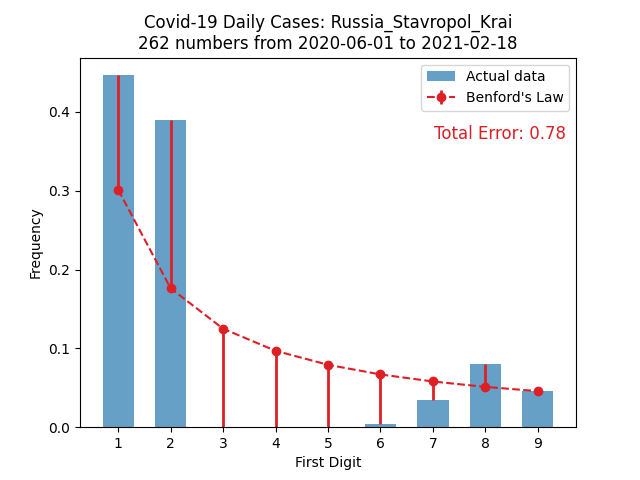 Covid-19 Daily Cases: Russia_Stavropol_Krai
262 numbers from 2020-06-01 to 2021-02-18
Actual data
Benford's Law
Total Error: 0.78
Frequency
0.4
0.3
0.2
0.1
0.0
1 2 3 4 5 6 7 8 9
First Digit